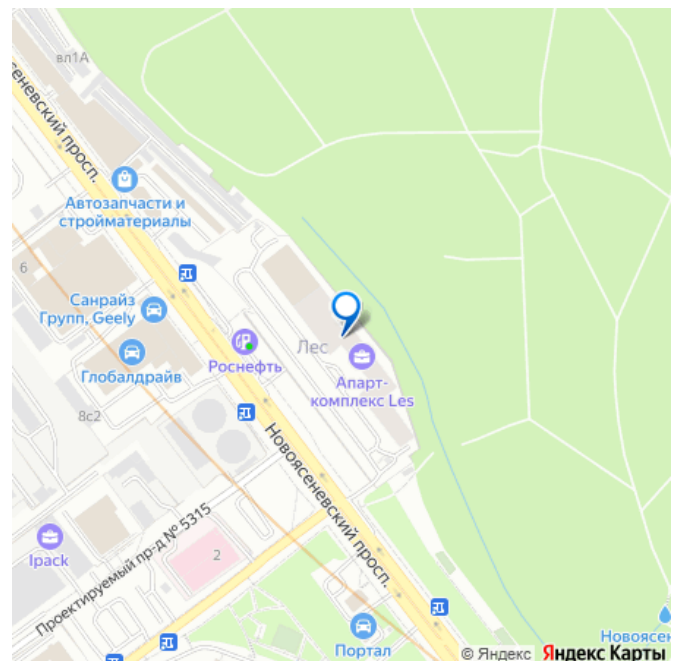 вл1А
сеневский просп.
Автозапчасти и
стройматериалы
6
Санрайз
Групп, Geely
Глобалдрайв
Роснефть
Лес
Апарт-
комплекс Les
8с2
Новоясеневский просп.
Проектируемый пр-д № 5315
Ipack
2
Портал
Новоясен
© Яндекс Яндекс Карты